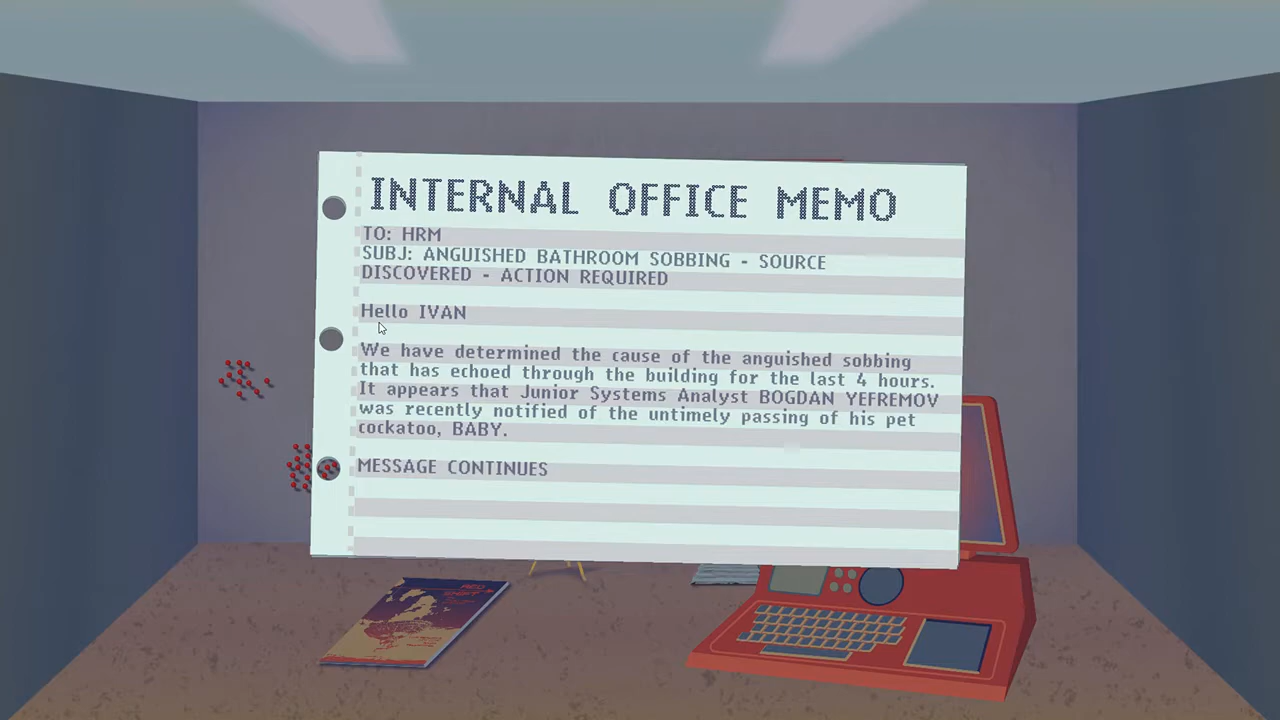 INTERNAL OFFICE MEMO
TO: HRM
SUBJ: ANGUISHED BATHROOM SOBBING - SOURCE
DISCOVERED - ACTION REQUIRED
Hello IVAN
We have determined the cause of the anguished sobbing
that has echoed through the building for the last 4 hours.
It appears that Junior Systems Analyst BOGDAN YEFREMOV
was recently notified of the untimely passing of his pet
cockatoo, BABY.
MESSAGE CONTINUES